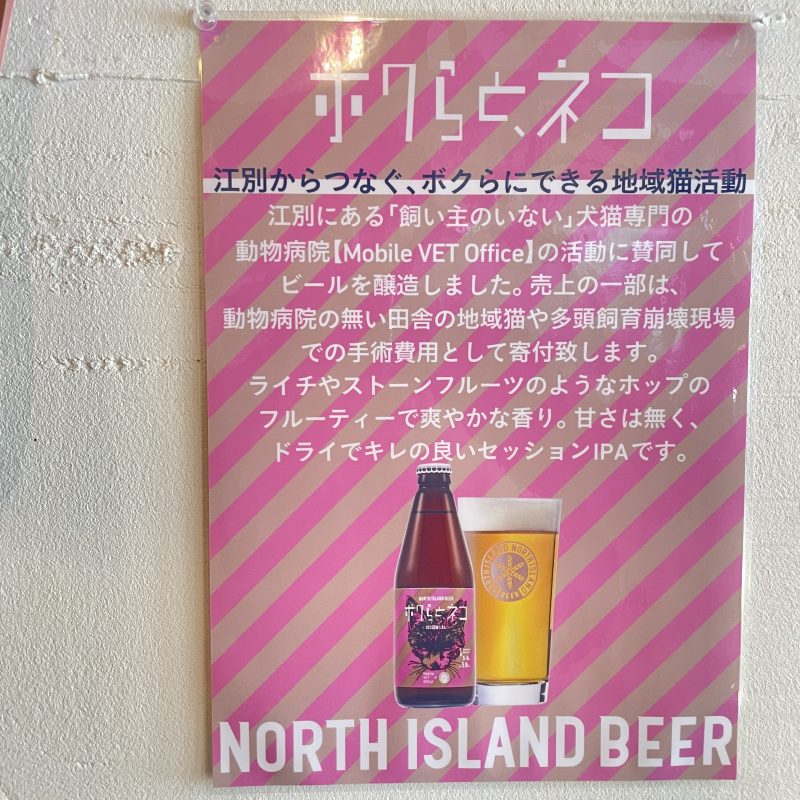 ボクらと、ネコ
江別からつなぐ、ボクらにできる地域猫活動
江別にある「飼い主のいない」犬猫専門の
動物病院【Mobile VET Office】の活動に賛同して
ビールを醸造しました。売上の一部は、
動物病院の無い田舎の地域猫や多頭飼育崩壊現場
での手術費用として寄付致します。
ライチやストーンフルーツのようなホップの
フルーティーで爽やかな香り。甘さは無く、
ドライでキレの良いセッションIPAです。
NORTH ISLAND BEER
ボクらと、ネコ
Mobile
VET
Office
NORTH ISLAND BEER